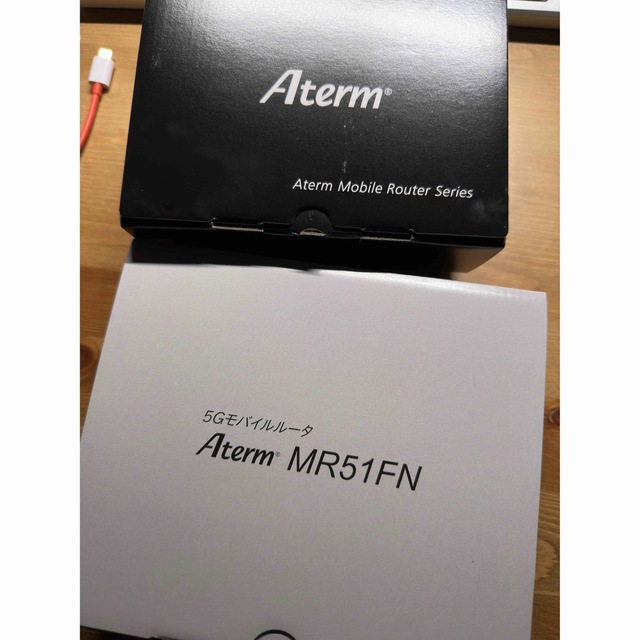 Aterm®
Aterm Mobile Router Series
5Gモバイルルータ
Aterm® MR51FN